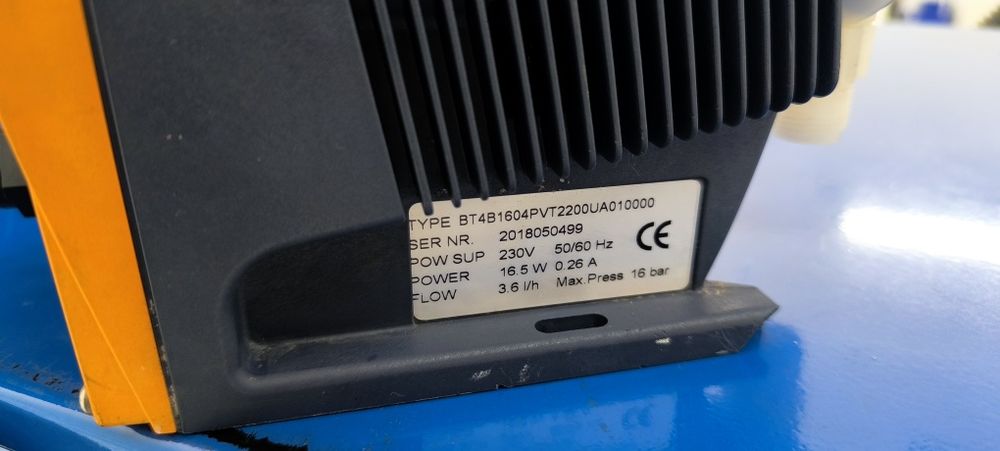 TYPE BT4B1604PVT2200UA010000
SER NR. 2018050499
POW SUP 230V 50/60 Hz
POWER 16.5 W 0.26 A
FLOW 3.6 l/h Max.Press 16 bar
CE